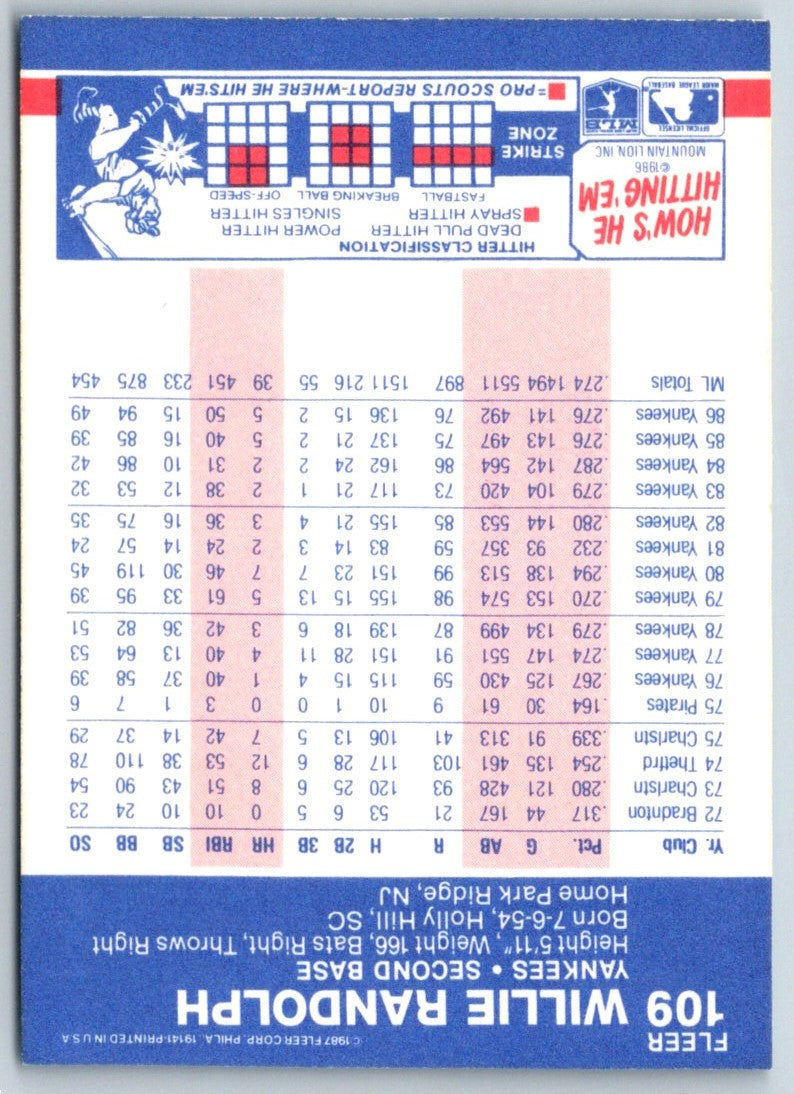 FLEER ©1987 FLEER CORP. PHILA. 19141-PRINTED IN U S A
109 WILLIE RANDOLPH
YANKEES • SECOND BASE
Height 5'11", Weight 166, Bats Right, Throws Right
Born 7-6-54, Holly Hill, SC
Home Park Ridge, NJ
Yr. Club Pct. G AB R H 2B 3B HR RBI SB BB SO
72 Bradnton .317 44 167 21 53 6 5 0 10 10 24 23
73 Charlstn .280 121 428 93 120 25 6 8 51 43 90 54
74 Thetfrd .254 135 461 103 117 28 8 12 53 38 110 78
75 Charlstn .339 91 313 41 106 13 5 7 42 14 37 29
75 Pirates .164 30 61 9 10 1 0 0 3 1 7 6
76 Yankees .267 125 430 59 115 15 4 1 40 37 58 39
77 Yankees .274 147 551 91 151 28 11 4 40 13 64 53
78 Yankees .279 134 499 87 139 18 6 3 42 36 82 51
79 Yankees .270 153 574 98 155 15 13 5 61 33 95 39
80 Yankees .294 138 513 99 151 23 7 7 46 30 119 45
81 Yankees .232 93 357 59 83 14 3 2 24 14 57 24
82 Yankees .280 144 553 85 155 21 4 3 36 16 75 35
83 Yankees .279 104 420 73 117 21 1 2 38 12 53 32
84 Yankees .287 142 564 86 162 24 2 2 31 10 86 42
85 Yankees .276 143 497 75 137 21 2 5 40 16 85 39
86 Yankees .276 141 492 76 136 15 2 5 50 15 94 49
ML Totals .274 1494 5511 897 1511 216 55 39 451 233 875 454
HOW'S HE
HITTING 'EM
©1986
MOUNTAIN LION INC
HITTER CLASSIFICATION
DEAD PULL HITTER POWER HITTER
SPRAY HITTER SINGLES HITTER
FASTBALL BREAKING BALL OFF-SPEED
STRIKE
ZONE
=PRO SCOUTS REPORT-WHERE HE HITS 'EM
OFFICIAL LICENSEE
MAJOR LEAGUE BASEBALL
MLB